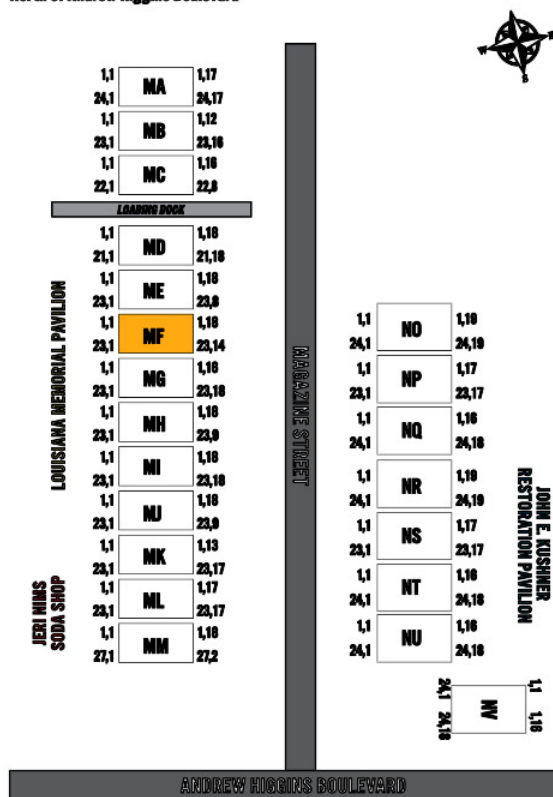 North of Andrew Higgins Boulevard
W
S
1,1 MA 1,17
24,1 24,17
1,1 MB 1,12
23,1 23,16
1,1 MC 1,16
22,1 22,8
LOADING DOCK
1,1 MD 1,18
21,1 21,18
1,1 ME 1,18
23,1 23,8
1,1 MF 1,18
23,1 23,14
1,1 MG 1,16
23,1 23,18
1,1 MH 1,18
23,1 23,9
1,1 MI 1,18
23,1 23,18
1,1 MJ 1,18
23,1 23,9
1,1 MK 1,13
23,1 23,17
1,1 ML 1,17
23,1 23,17
1,1 MM 1,18
27,1 27,2
LOUISIANA MEMORIAL PAVILION
JERI NIMS
SODA SHOP
MAGAZINE STREET
1,1 NO 1,19
24,1 24,19
1,1 NP 1,17
23,1 23,17
1,1 NQ 1,16
24,1 24,18
1,1 NR 1,19
24,1 24,19
1,1 NS 1,17
23,1 23,17
1,1 NT 1,16
24,1 24,18
1,1 NU 1,16
24,1 24,18
JOHN E. KUSHNER
RESTORATION PAVILION
1,1 NV 1,16
24,1 24,18
ANDREW HIGGINS BOULEVARD